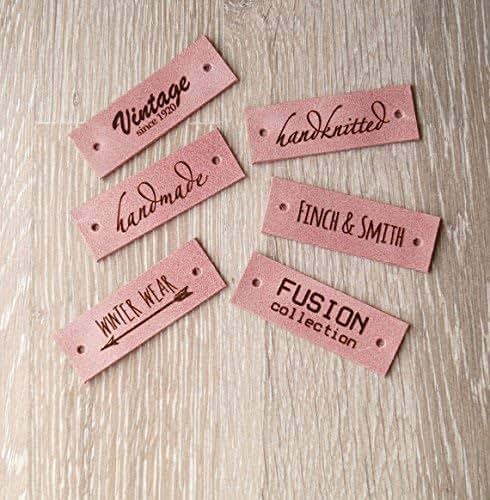 Vintage
since 1920
handknitted
handmade
FINCH & SMITH
WINTER WEAR
FUSION
collection